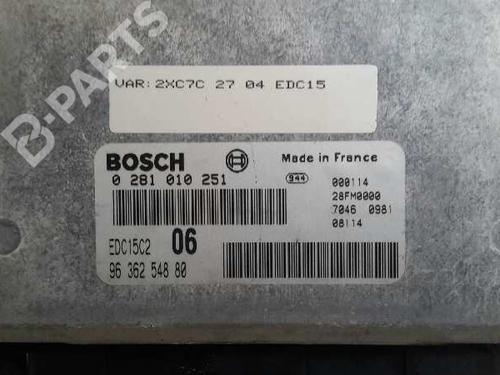 B-PARTS
VAR:2XC7C 27 04 EDC15
BOSCH
Made in France
0 281 010 251
944
000114
28FM0000
7046 0981
08114
EDC15C2
06
96 362 548 80